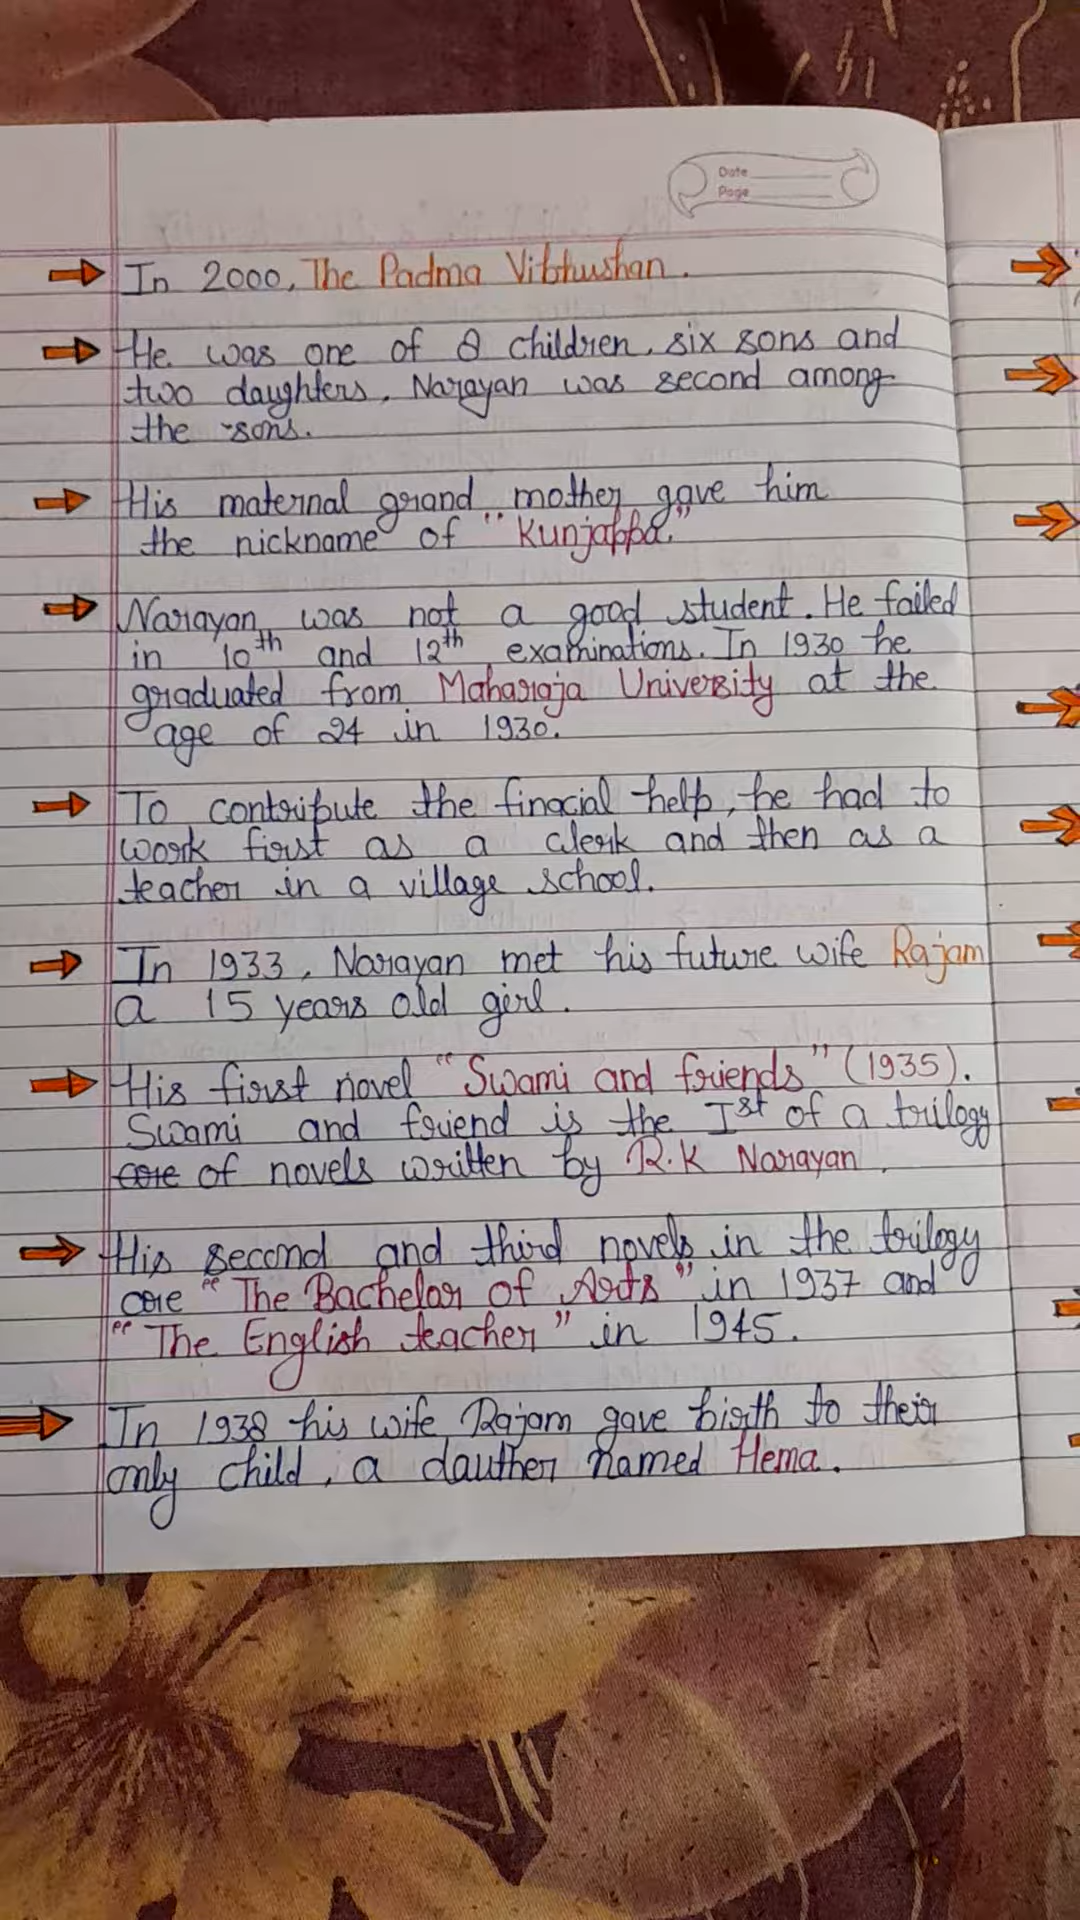 Date
Page
In 2000, The Padma Vibhushan.
He was one of 8 children, six sons and
two daughters, Narayan was second among
the sons.
His maternal grand mother gave him
the nickname of "Kunjappa."
Narayan was not a good student. He failed
in 10th and 12th examinations. In 1930 he
graduated from Maharaja University at the
age of 24 in 1930.
To contribute the finacial help, he had to
work first as a clerk and then as a
teacher in a village school.
In 1933, Narayan met his future wife Rajam
a 15 years old girl.
His first novel "Swami and friends" (1935).
Swami and friend is the Ist of a trilogy
are of novels written by R.K Narayan.
His second and third novels in the trilogy
are "The Bachelor of Arts" in 1937 and
"The English teacher" in 1945.
In 1938 his wife Rajam gave birth to their
only child, a dauther named Hema.